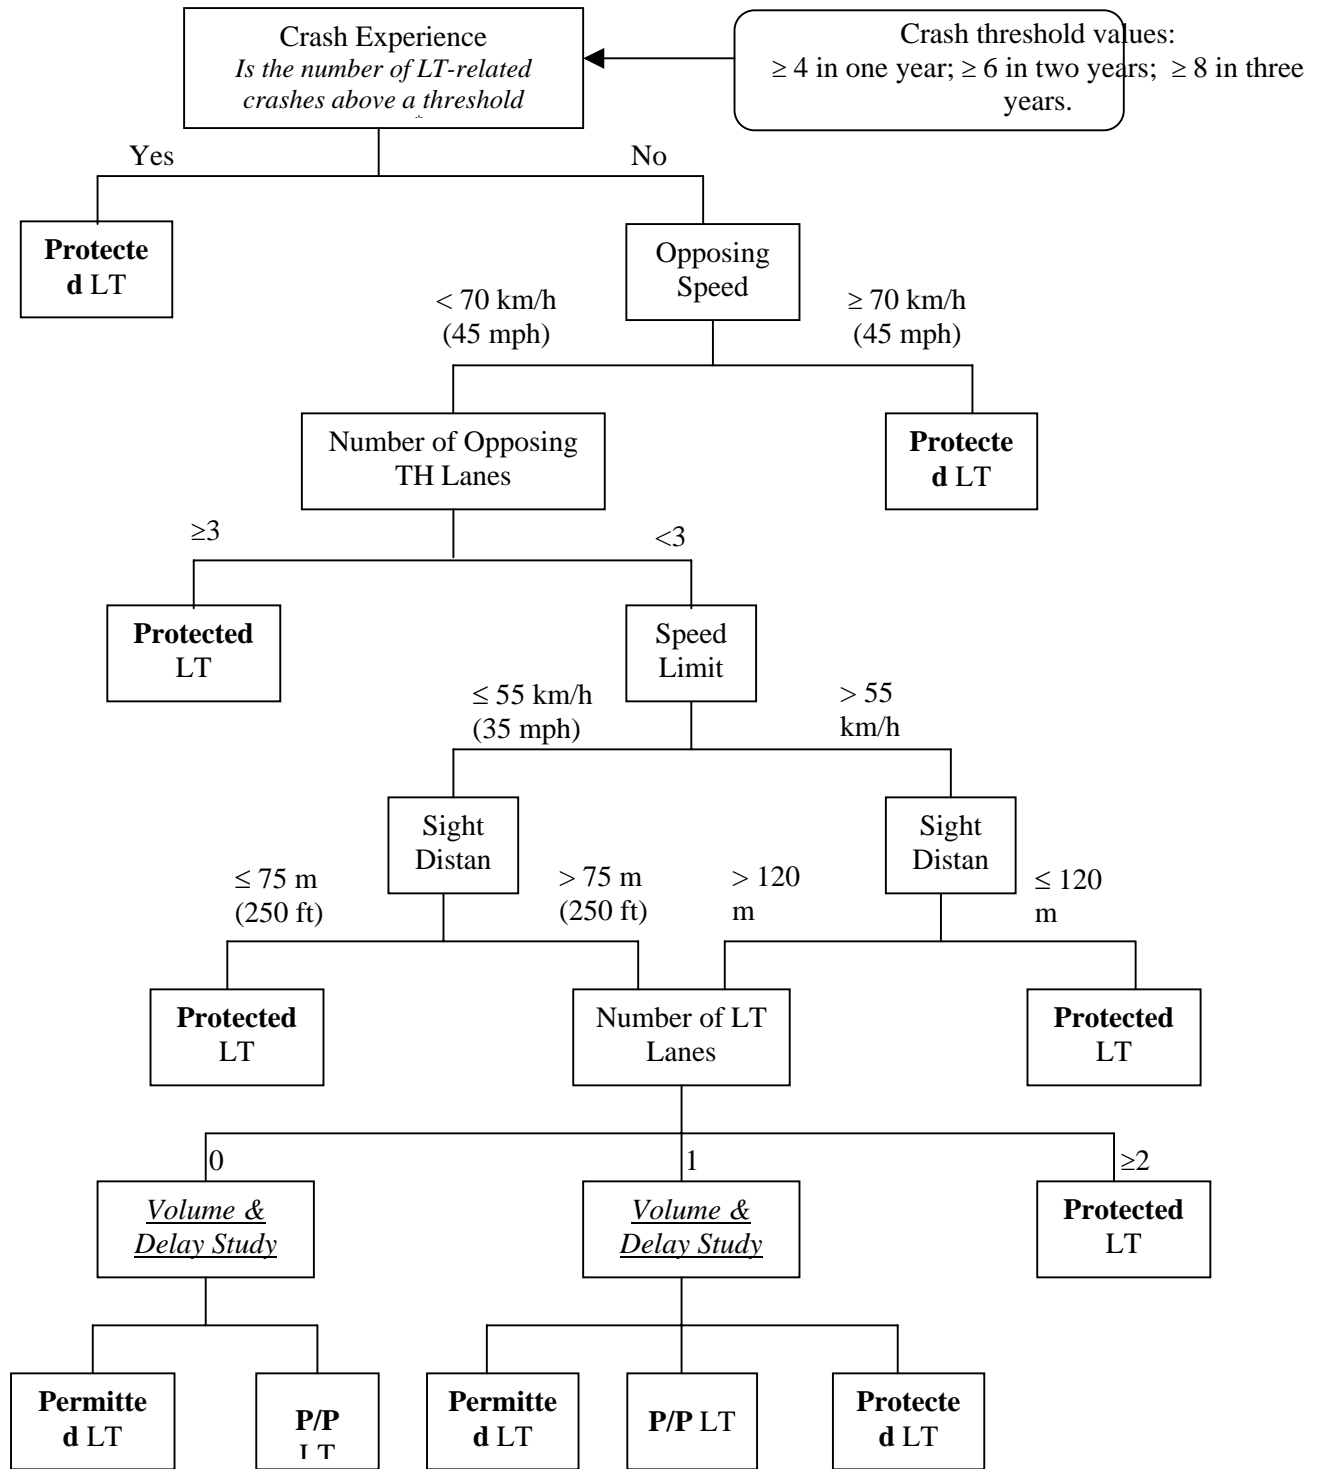 Crash Experience
Is the number of LT-related
crashes above a threshold
*
Crash threshold values:
≥ 4 in one year; ≥ 6 in two years; ≥ 8 in three
years.
Yes
No
Protecte
d LT
Opposing
Speed
< 70 km/h
(45 mph)
≥ 70 km/h
(45 mph)
Number of Opposing
TH Lanes
Protecte
d LT
≥3
<3
Protected
LT
Speed
Limit
≤ 55 km/h
(35 mph)
> 55
km/h
Sight
Distan
Sight
Distan
≤ 75 m
(250 ft)
> 75 m
(250 ft)
> 120
m
≤ 120
m
Protected
LT
Number of LT
Lanes
Protected
LT
0
1
≥2
Volume &
Delay Study
Volume &
Delay Study
Protected
LT
Permitte
d LT
P/P
LT
Permitte
d LT
P/P LT
Protecte
d LT